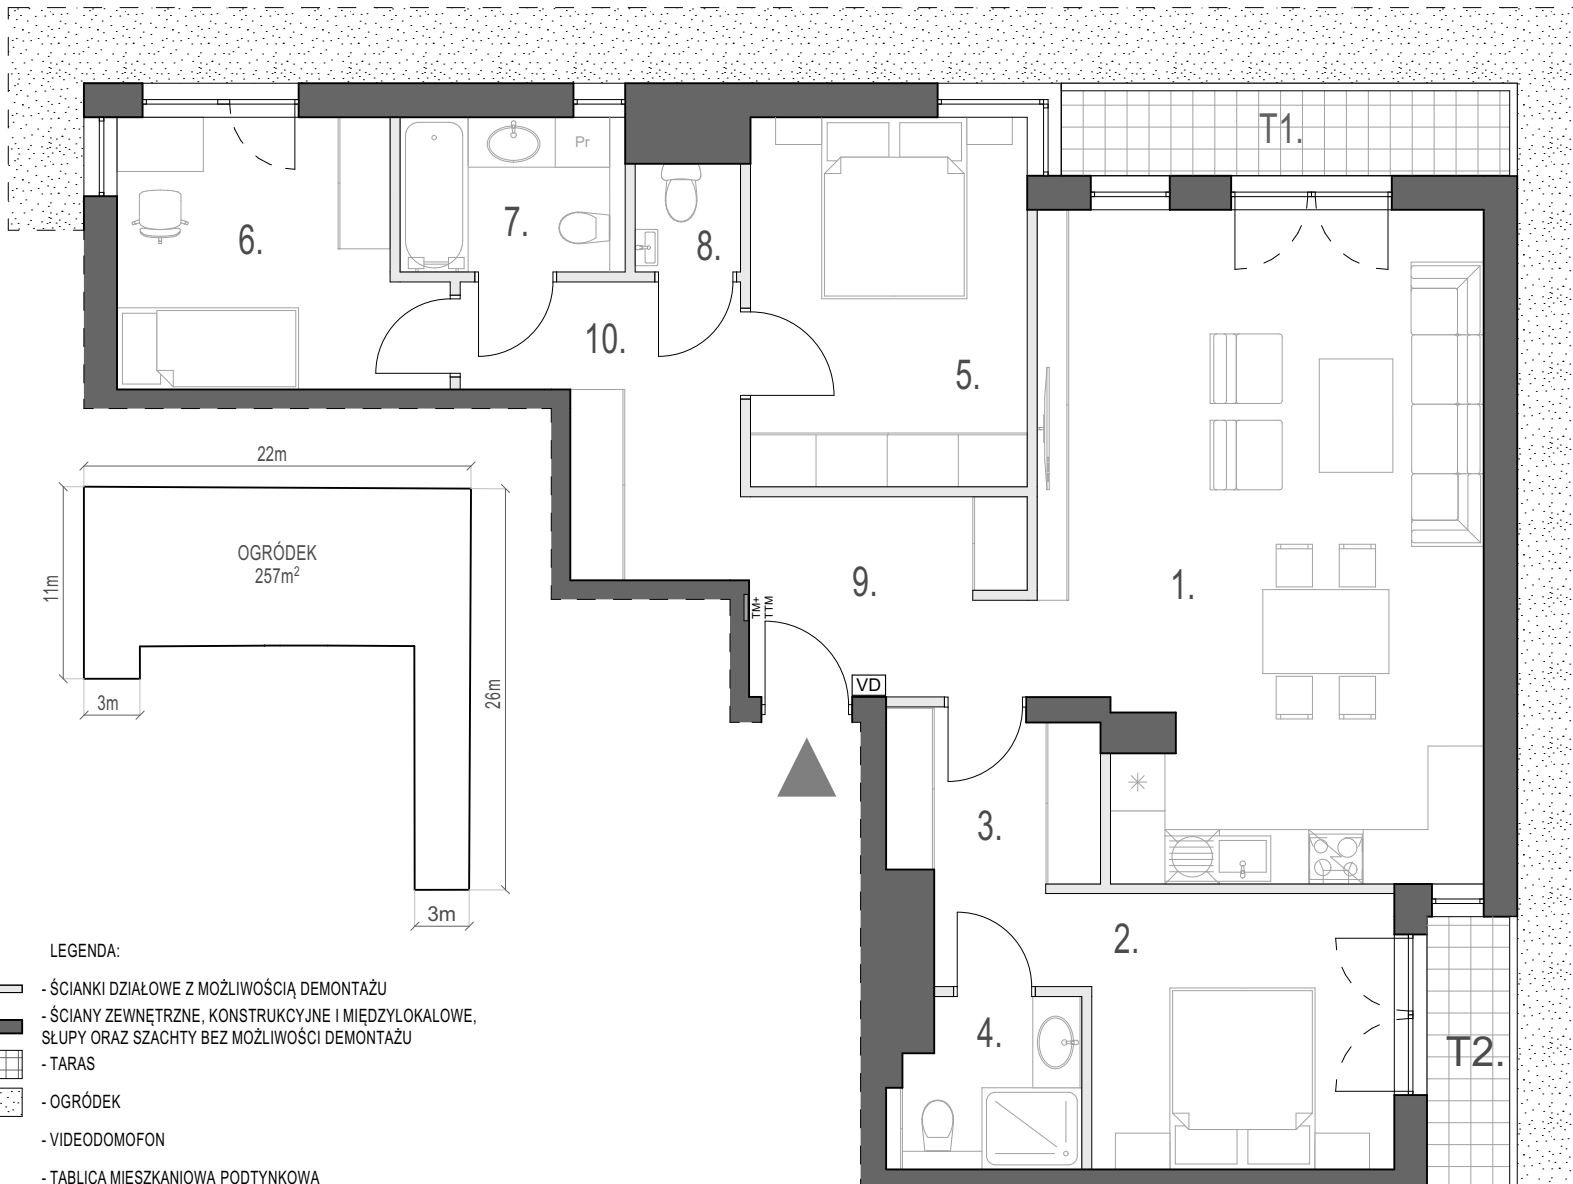 T1.
Pr
6.
7.
8.
10.
5.
22m
OGRÓDEK
257m²
11m
9.
1.
TM+
TTM
3m
26m
VD
3.
3m
2.
LEGENDA:
- ŚCIANKI DZIAŁOWE Z MOŻLIWOŚCIĄ DEMONTAŻU
- ŚCIANY ZEWNĘTRZNE, KONSTRUKCYJNE I MIĘDZYLOKALOWE,
SŁUPY ORAZ SZACHTY BEZ MOŻLIWOŚCI DEMONTAŻU
4.
T2.
- TARAS
- OGRÓDEK
- VIDEODOMOFON
- TABLICA MIESZKANIOWA PODTYNKOWA